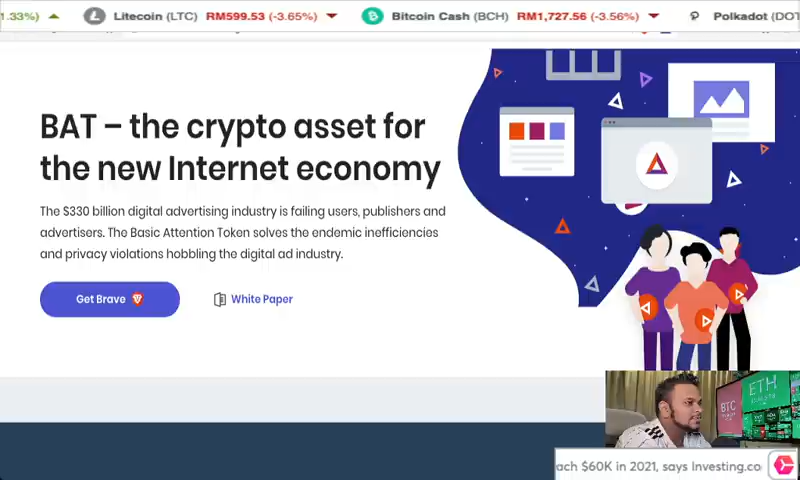 1.33%)
Litecoin (LTC) RM599.53 (-3.65%)
Bitcoin Cash (BCH) RM1,727.56 (-3.56%)
Polkadot (DOT
BAT – the crypto asset for
the new Internet economy
The $330 billion digital advertising industry is failing users, publishers and
advertisers. The Basic Attention Token solves the endemic inefficiencies
and privacy violations hobbling the digital ad industry.
Get Brave
White Paper
BTC
ETH
ach $60K in 2021, says Investing.co